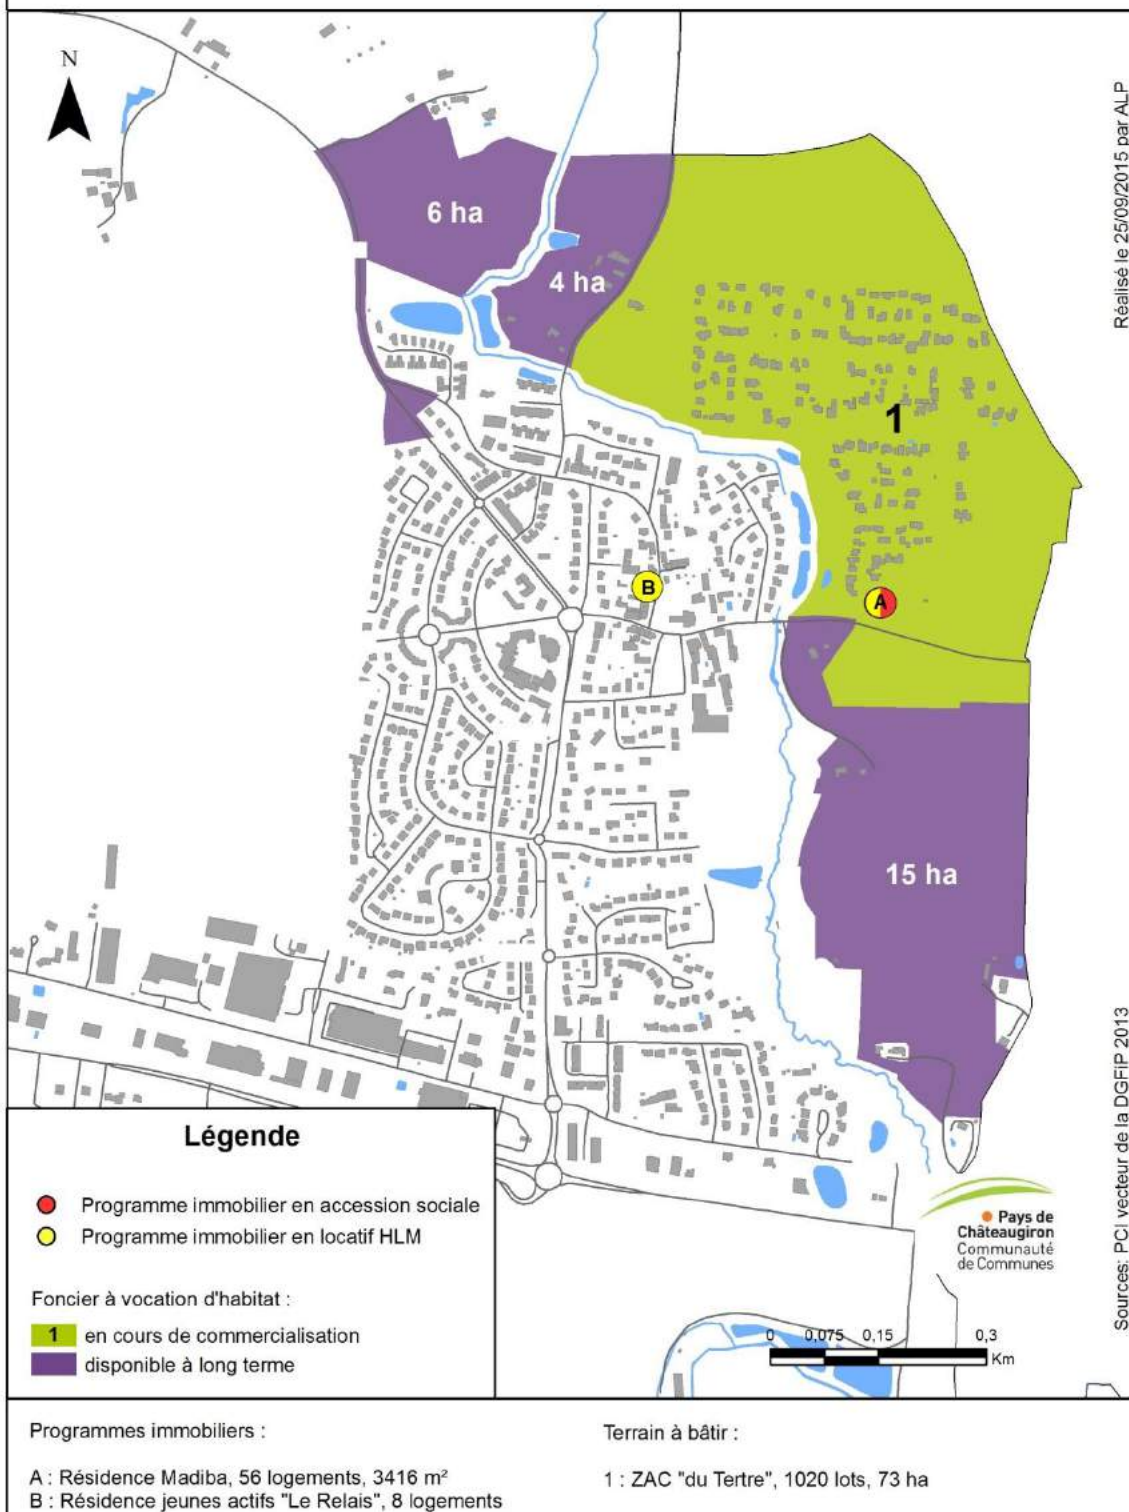 N
Réalisé le 25/09/2015 par ALP
6 ha
4 ha
1
A
B
15 ha
Sources: PCI vecteur de la DGFIP 2013
Légende
Programme immobilier en accession sociale
Programme immobilier en locatif HLM
Foncier à vocation d'habitat :
1 en cours de commercialisation
disponible à long terme
Pays de
Châteaugiron
Communauté
de Communes
0 0,075 0,15 0,3
Km
Programmes immobiliers :
A : Résidence Madiba, 56 logements, 3416 m²
B : Résidence jeunes actifs "Le Relais", 8 logements
Terrain à bâtir :
1 : ZAC "du Tertre", 1020 lots, 73 ha